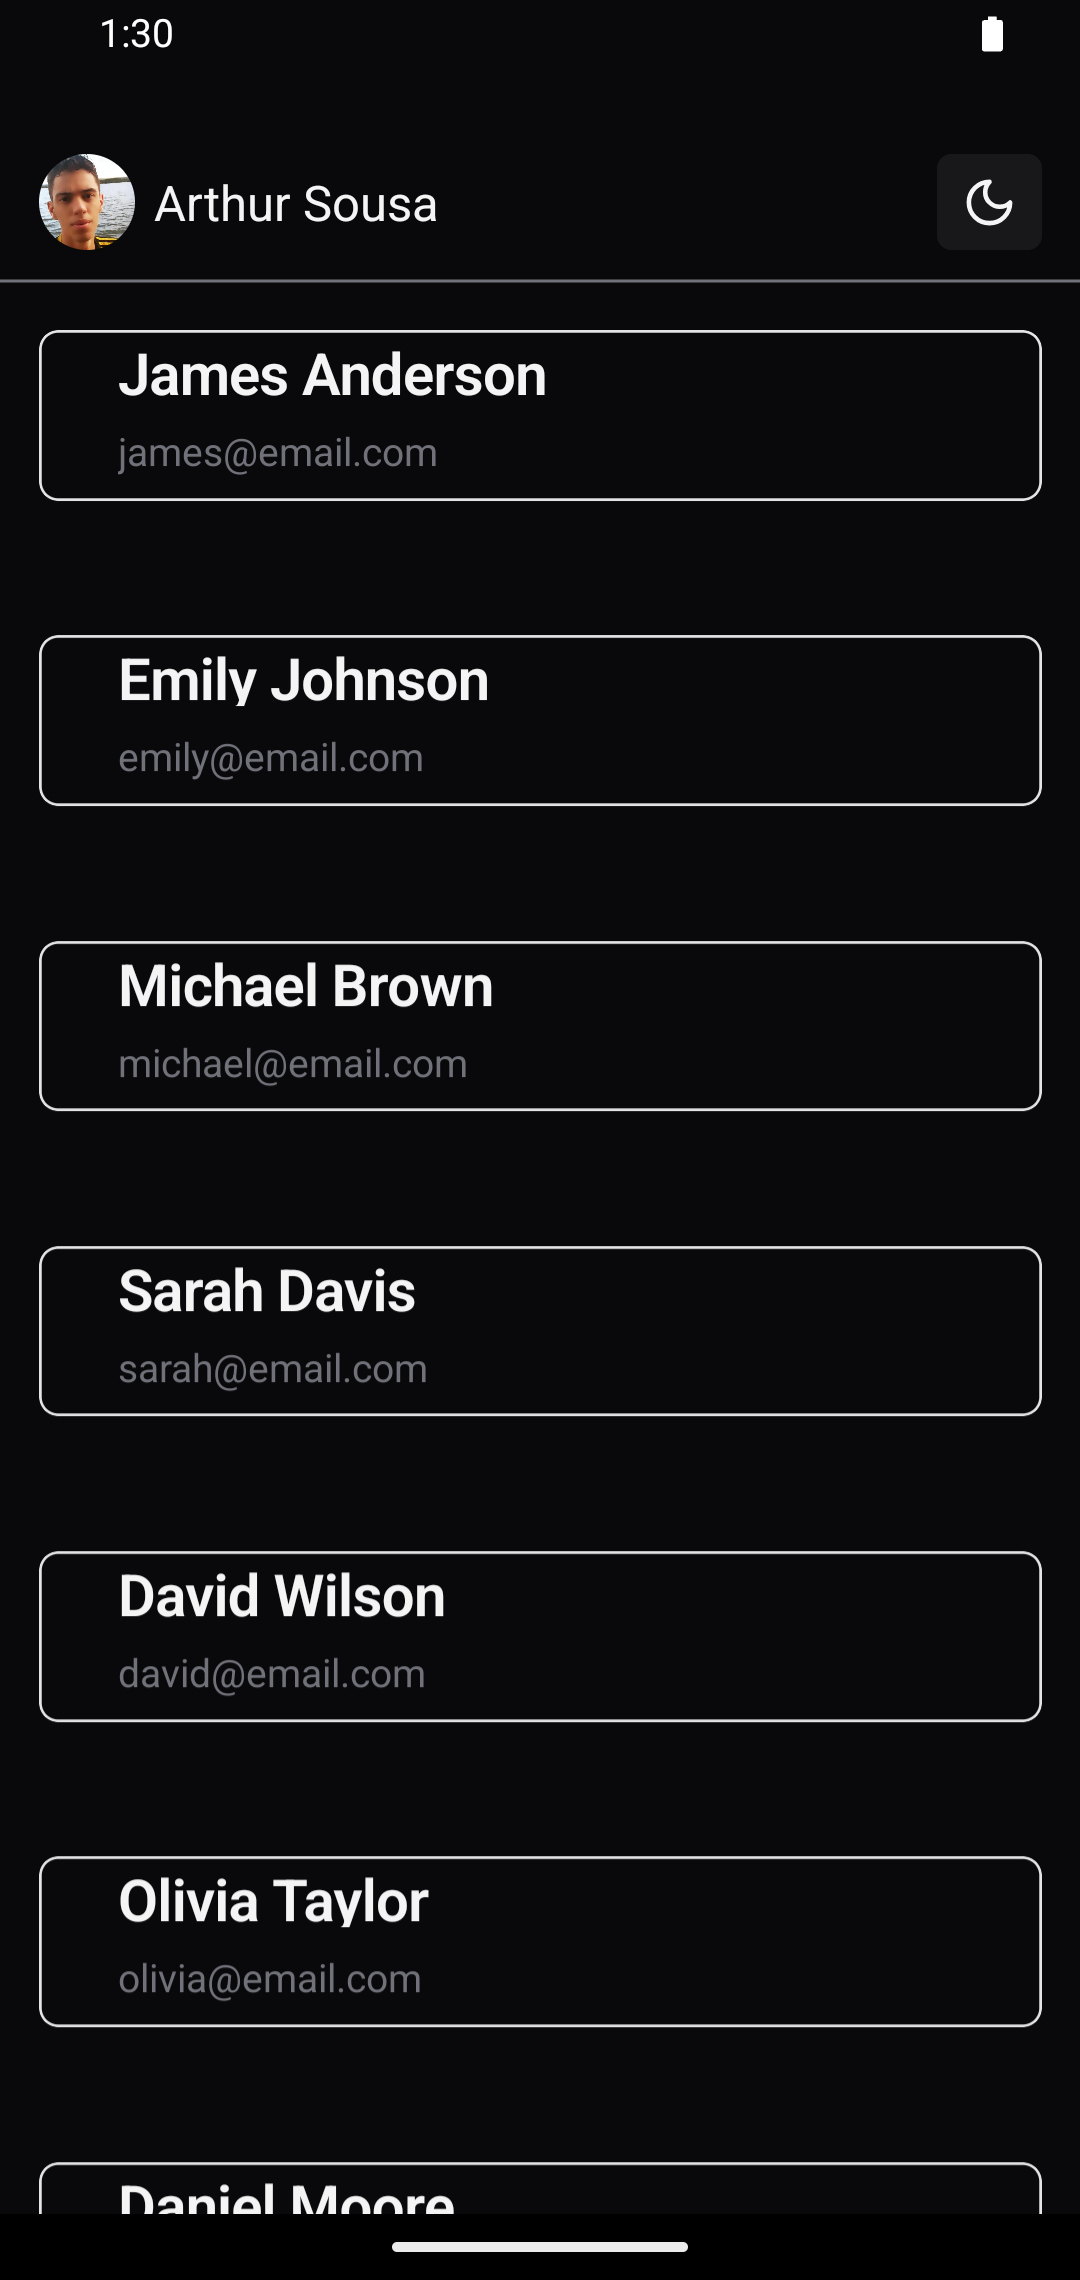 1:30
Arthur Sousa
James Anderson
james@email.com
Emily Johnson
emily@email.com
Michael Brown
michael@email.com
Sarah Davis
sarah@email.com
David Wilson
david@email.com
Olivia Taylor
olivia@email.com
Daniel Moore